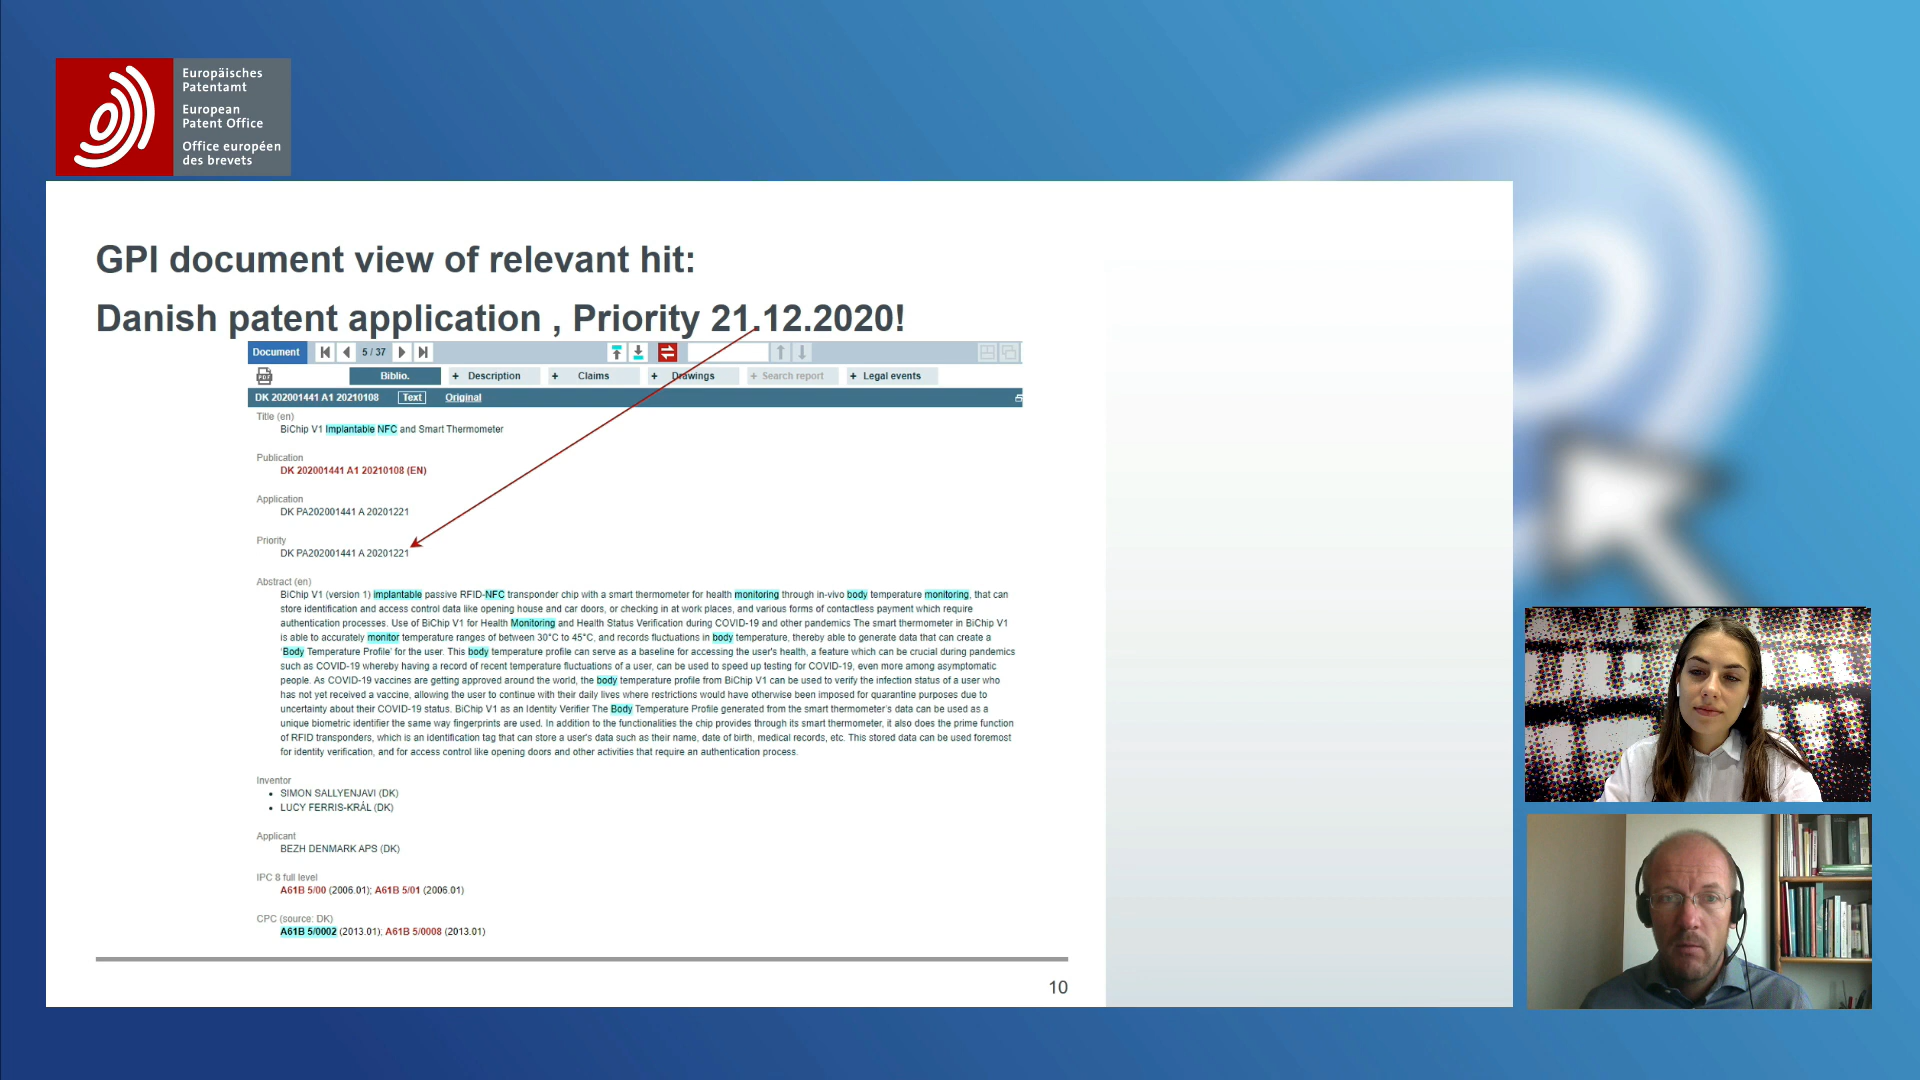 Europäisches
Patentamt
European
Patent Office
Office européen
des brevets
GPI document view of relevant hit:
Danish patent application , Priority 21.12.2020!
Document 5 / 37
Biblio. + Description + Claims + Drawings + Search report + Legal events
DK 202001441 A1 20210108 Text Original
Title (en)
BiChip V1 Implantable NFC and Smart Thermometer
Publication
DK 202001441 A1 20210108 (EN)
Application
DK PA202001441 A 20201221
Priority
DK PA202001441 A 20201221
Abstract (en)
BiChip V1 (version 1) implantable passive RFID-NFC transponder chip with a smart thermometer for health monitoring through in-vivo body temperature monitoring, that can
store identification and access control data like opening house and car doors, or checking in at work places, and various forms of contactless payment which require
authentication processes. Use of BiChip V1 for Health Monitoring and Health Status Verification during COVID-19 and other pandemics The smart thermometer in BiChip V1
is able to accurately monitor temperature ranges of between 30°C to 45°C, and records fluctuations in body temperature, thereby able to generate data that can create a
'Body Temperature Profile' for the user. This body temperature profile can serve as a baseline for accessing the user's health, a feature which can be crucial during pandemics
such as COVID-19 whereby having a record of recent temperature fluctuations of a user, can be used to speed up testing for COVID-19, even more among asymptomatic
people. As COVID-19 vaccines are getting approved around the world, the body temperature profile from BiChip V1 can be used to verify the infection status of a user who
has not yet received a vaccine, allowing the user to continue with their daily lives where restrictions would have otherwise been imposed for quarantine purposes due to
uncertainty about their COVID-19 status. BiChip V1 as an Identity Verifier The Body Temperature Profile generated from the smart thermometer's data can be used as a
unique biometric identifier the same way fingerprints are used. In addition to the functionalities the chip provides through its smart thermometer, it also does the prime function
of RFID transponders, which is an identification tag that can store a user's data such as their name, date of birth, medical records, etc. This stored data can be used foremost
for identity verification, and for access control like opening doors and other activities that require an authentication process.
Inventor
• SIMON SALLYENJAVI (DK)
• LUCY FERRIS-KRÁL (DK)
Applicant
BEZH DENMARK APS (DK)
IPC 8 full level
A61B 5/00 (2006.01); A61B 5/01 (2006.01)
CPC (source: DK)
A61B 5/0002 (2013.01); A61B 5/0008 (2013.01)
10